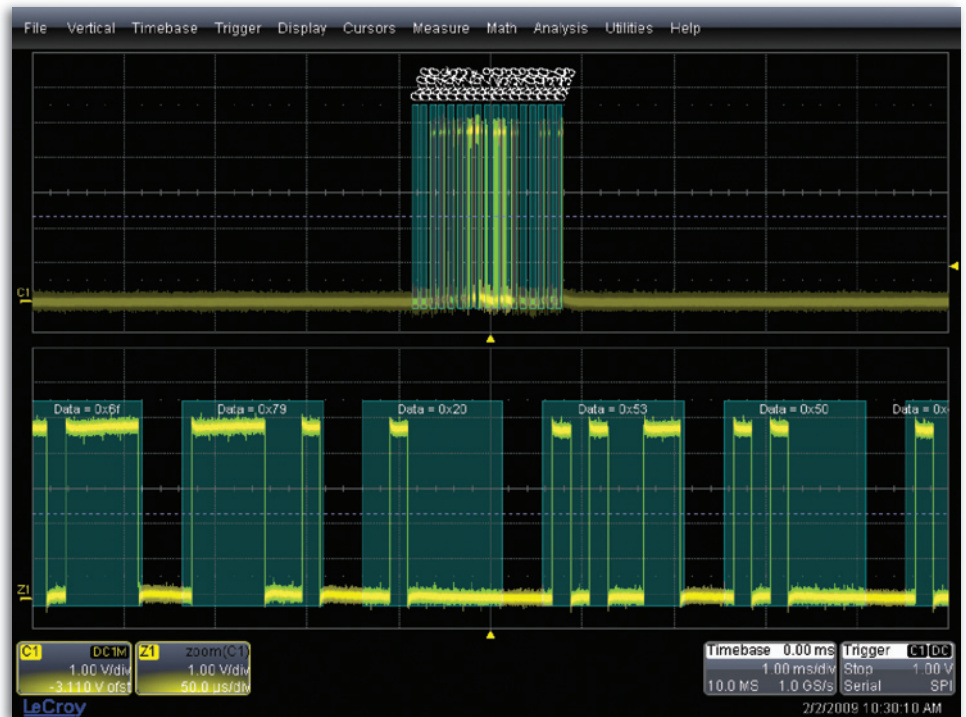 File Vertical Timebase Trigger Display Cursors Measure Math Analysis Utilities Help
C1
Data = 0x6f Data = 0x79 Data = 0x20 Data = 0x53 Data = 0x50 Data = 0x
Z1
C1 DC1M
1.00 V/div
-3.110 V ofst
Z1 zoom(C1)
1.00 V/div
50.0 µs/div
Timebase 0.00 ms
1.00 ms/div
10.0 MS 1.0 GS/s
Trigger C1 DC
Stop 1.00 V
Serial SPI
LeCroy
2/2/2009 10:30:10 AM